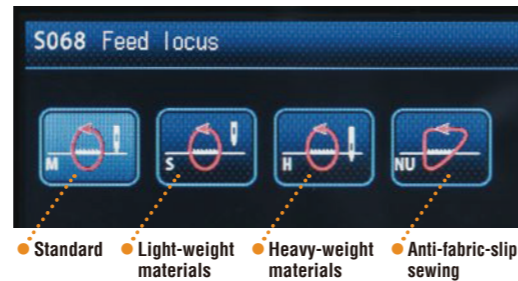 S068 Feed locus
M S H NU
Standard Light-weight materials Heavy-weight materials Anti-fabric-slip sewing